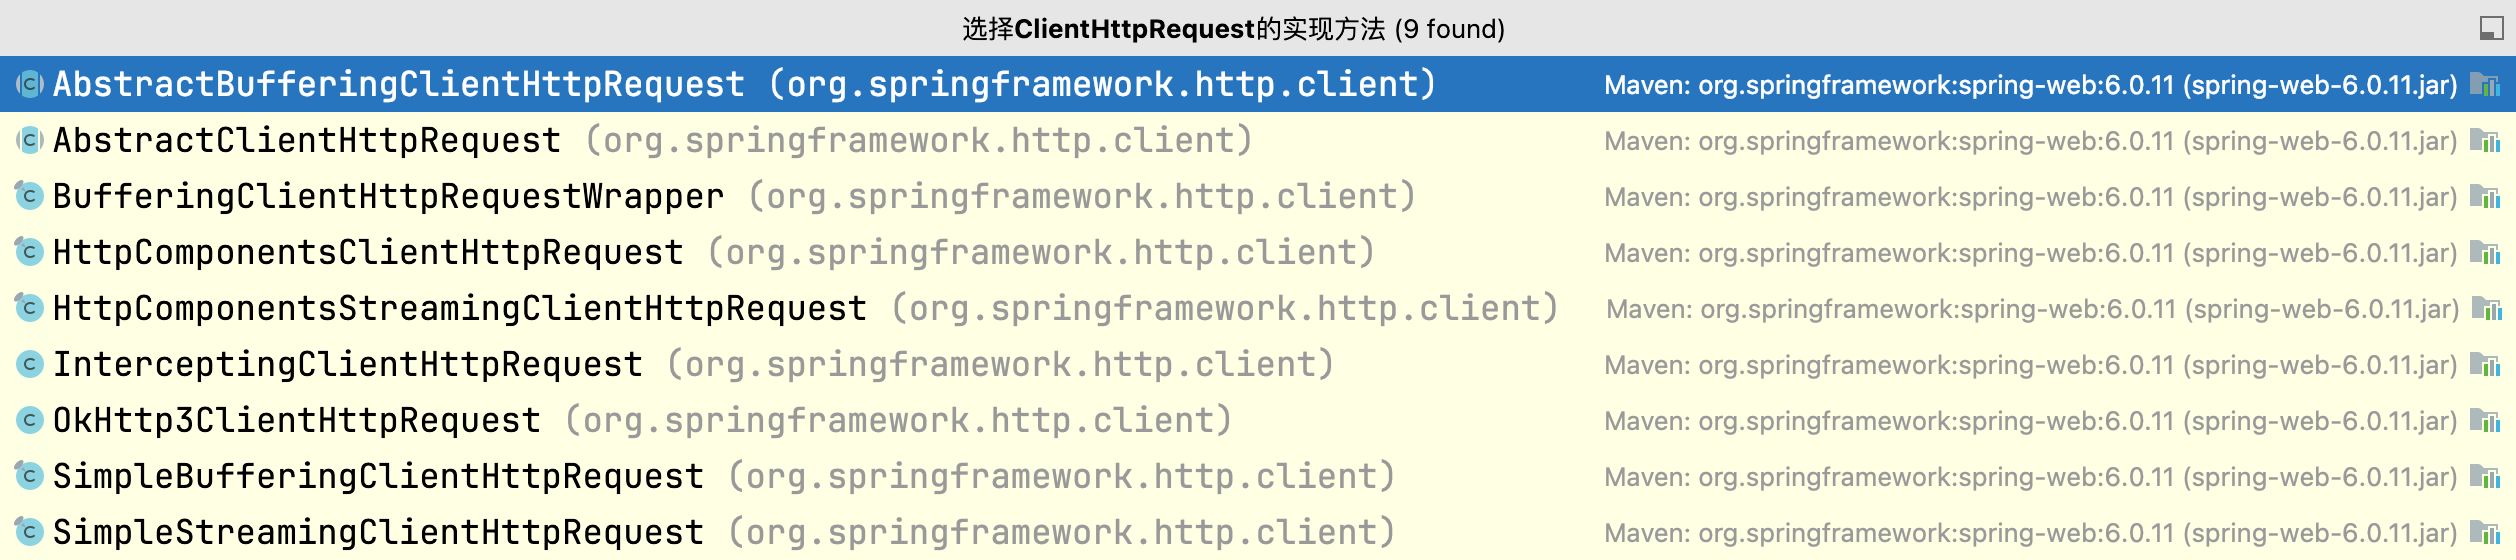 选择ClientHttpRequest的实现方法 (9 found)
AbstractBufferingClientHttpRequest (org.springframework.http.client) Maven: org.springframework:spring-web:6.0.11 (spring-web-6.0.11.jar)
AbstractClientHttpRequest (org.springframework.http.client) Maven: org.springframework:spring-web:6.0.11 (spring-web-6.0.11.jar)
BufferingClientHttpRequestWrapper (org.springframework.http.client) Maven: org.springframework:spring-web:6.0.11 (spring-web-6.0.11.jar)
HttpComponentsClientHttpRequest (org.springframework.http.client) Maven: org.springframework:spring-web:6.0.11 (spring-web-6.0.11.jar)
HttpComponentsStreamingClientHttpRequest (org.springframework.http.client) Maven: org.springframework:spring-web:6.0.11 (spring-web-6.0.11.jar)
InterceptingClientHttpRequest (org.springframework.http.client) Maven: org.springframework:spring-web:6.0.11 (spring-web-6.0.11.jar)
OkHttp3ClientHttpRequest (org.springframework.http.client) Maven: org.springframework:spring-web:6.0.11 (spring-web-6.0.11.jar)
SimpleBufferingClientHttpRequest (org.springframework.http.client) Maven: org.springframework:spring-web:6.0.11 (spring-web-6.0.11.jar)
SimpleStreamingClientHttpRequest (org.springframework.http.client) Maven: org.springframework:spring-web:6.0.11 (spring-web-6.0.11.jar)